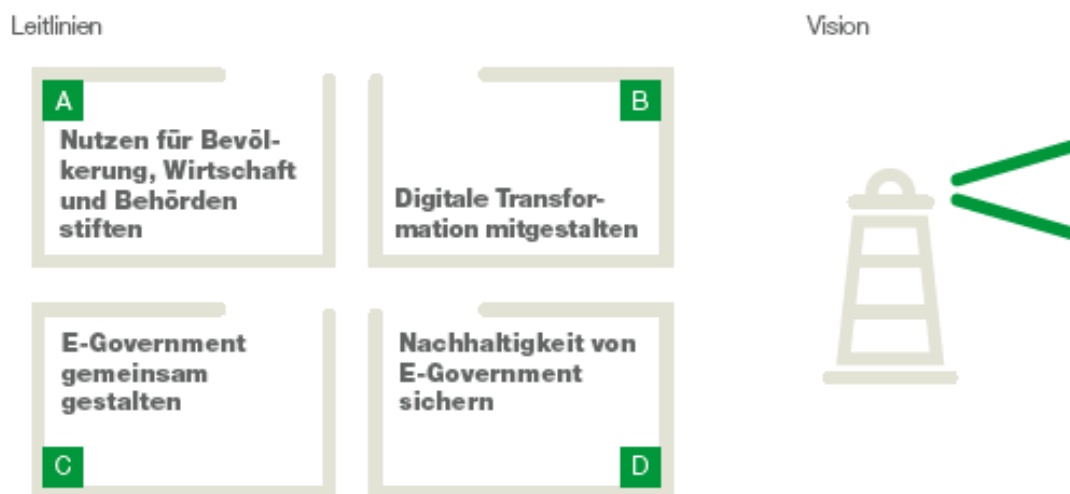 Leitlinien
Vision
A
Nutzen für Bevöl-
kerung, Wirtschaft
und Behörden
stiften
B
Digitale Transfor-
mation mitgestalten
E-Government
gemeinsam
gestalten
C
Nachhaltigkeit von
E-Government
sichern
D